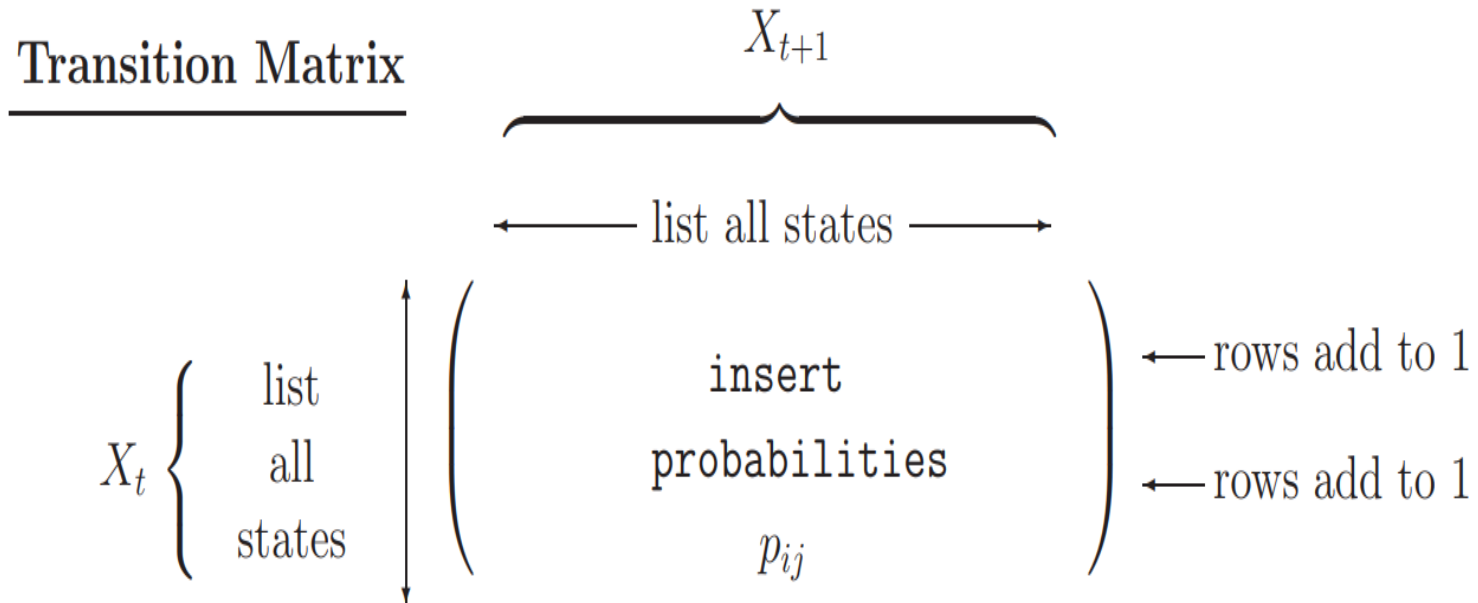 Transition Matrix
X_{t+1}
list all states
insert
probabilities
p_{ij}
X_t
list
all
states
rows add to 1
rows add to 1